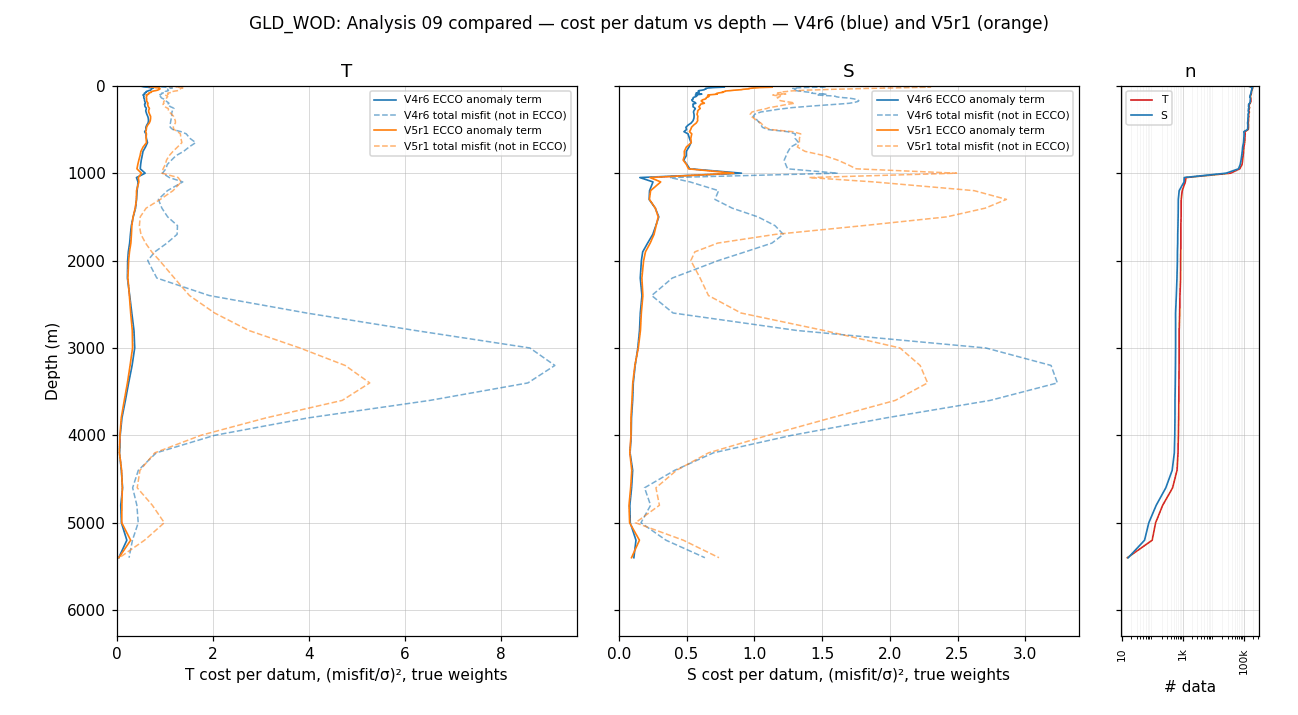 GLD_WOD: Analysis 09 compared — cost per datum vs depth — V4r6 (blue) and V5r1 (orange)
T
S
n
V4r6 ECCO anomaly term
V4r6 total misfit (not in ECCO)
V5r1 ECCO anomaly term
V5r1 total misfit (not in ECCO)
V4r6 ECCO anomaly term
V4r6 total misfit (not in ECCO)
V5r1 ECCO anomaly term
V5r1 total misfit (not in ECCO)
T
S
0
1000
2000
3000
4000
5000
6000
Depth (m)
0
2
4
6
8
T cost per datum, (misfit/σ)², true weights
0.0
0.5
1.0
1.5
2.0
2.5
3.0
S cost per datum, (misfit/σ)², true weights
10
1k
100k
# data